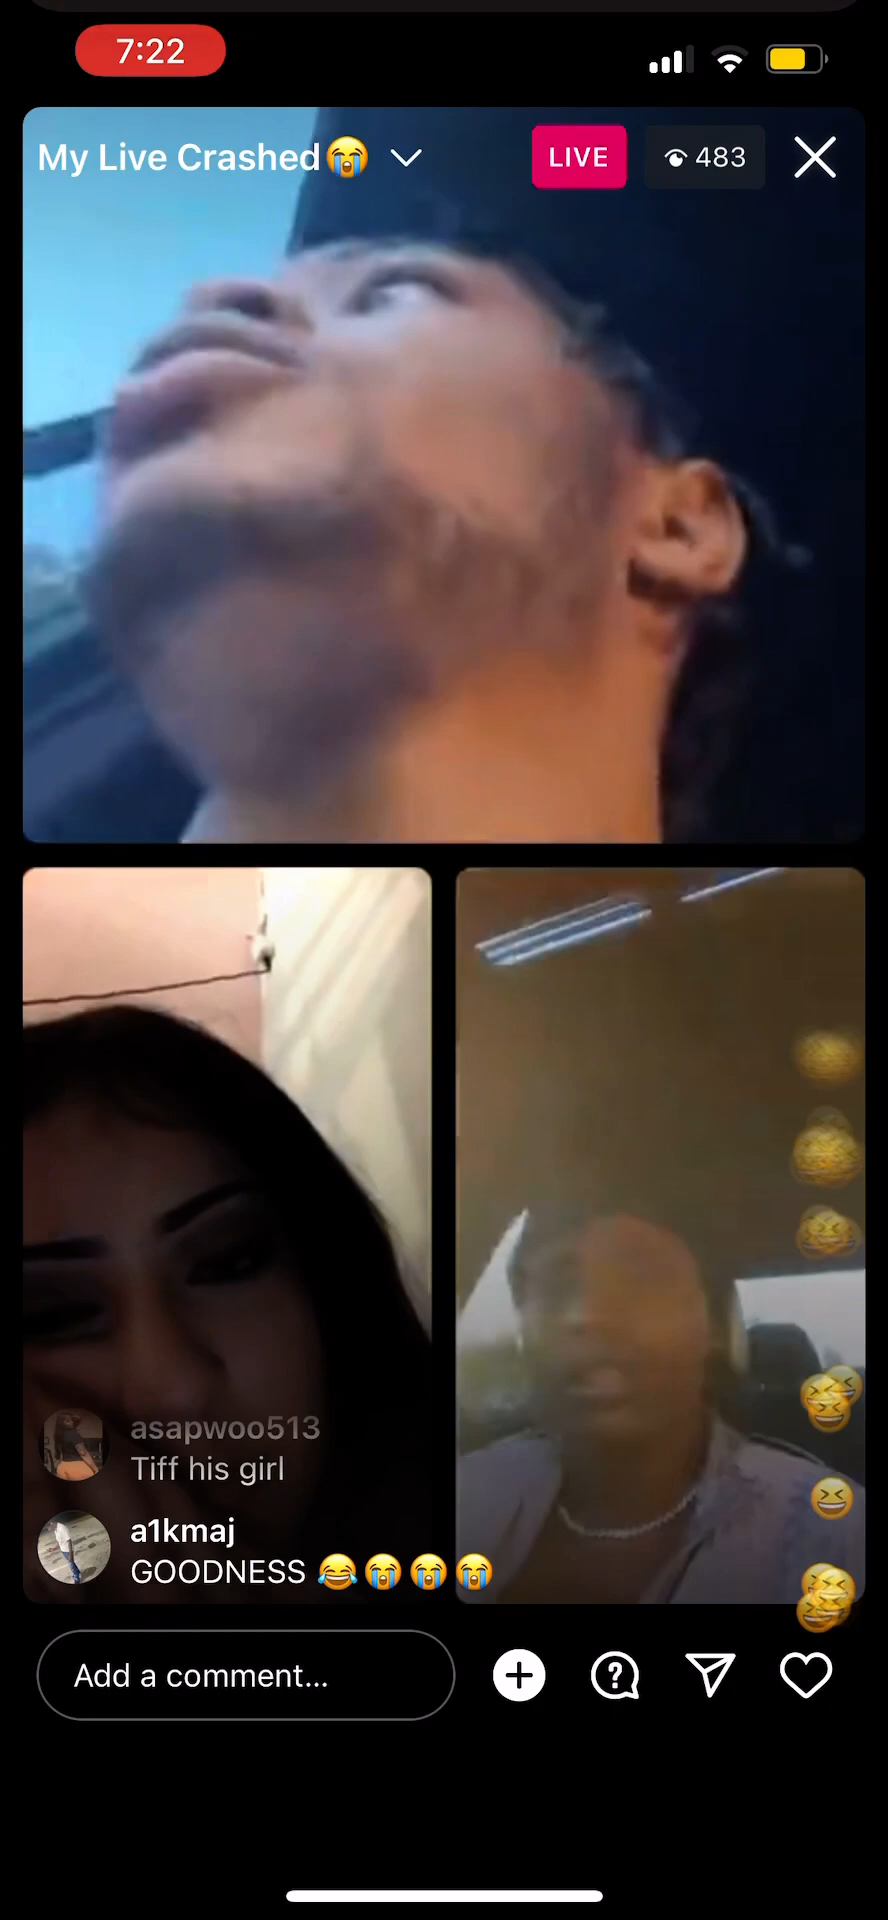 7:22
My Live Crashed😭
LIVE
483
asapwoo513
Tiff his girl
a1kmaj
GOODNESS 😂😭😭😭
Add a comment...